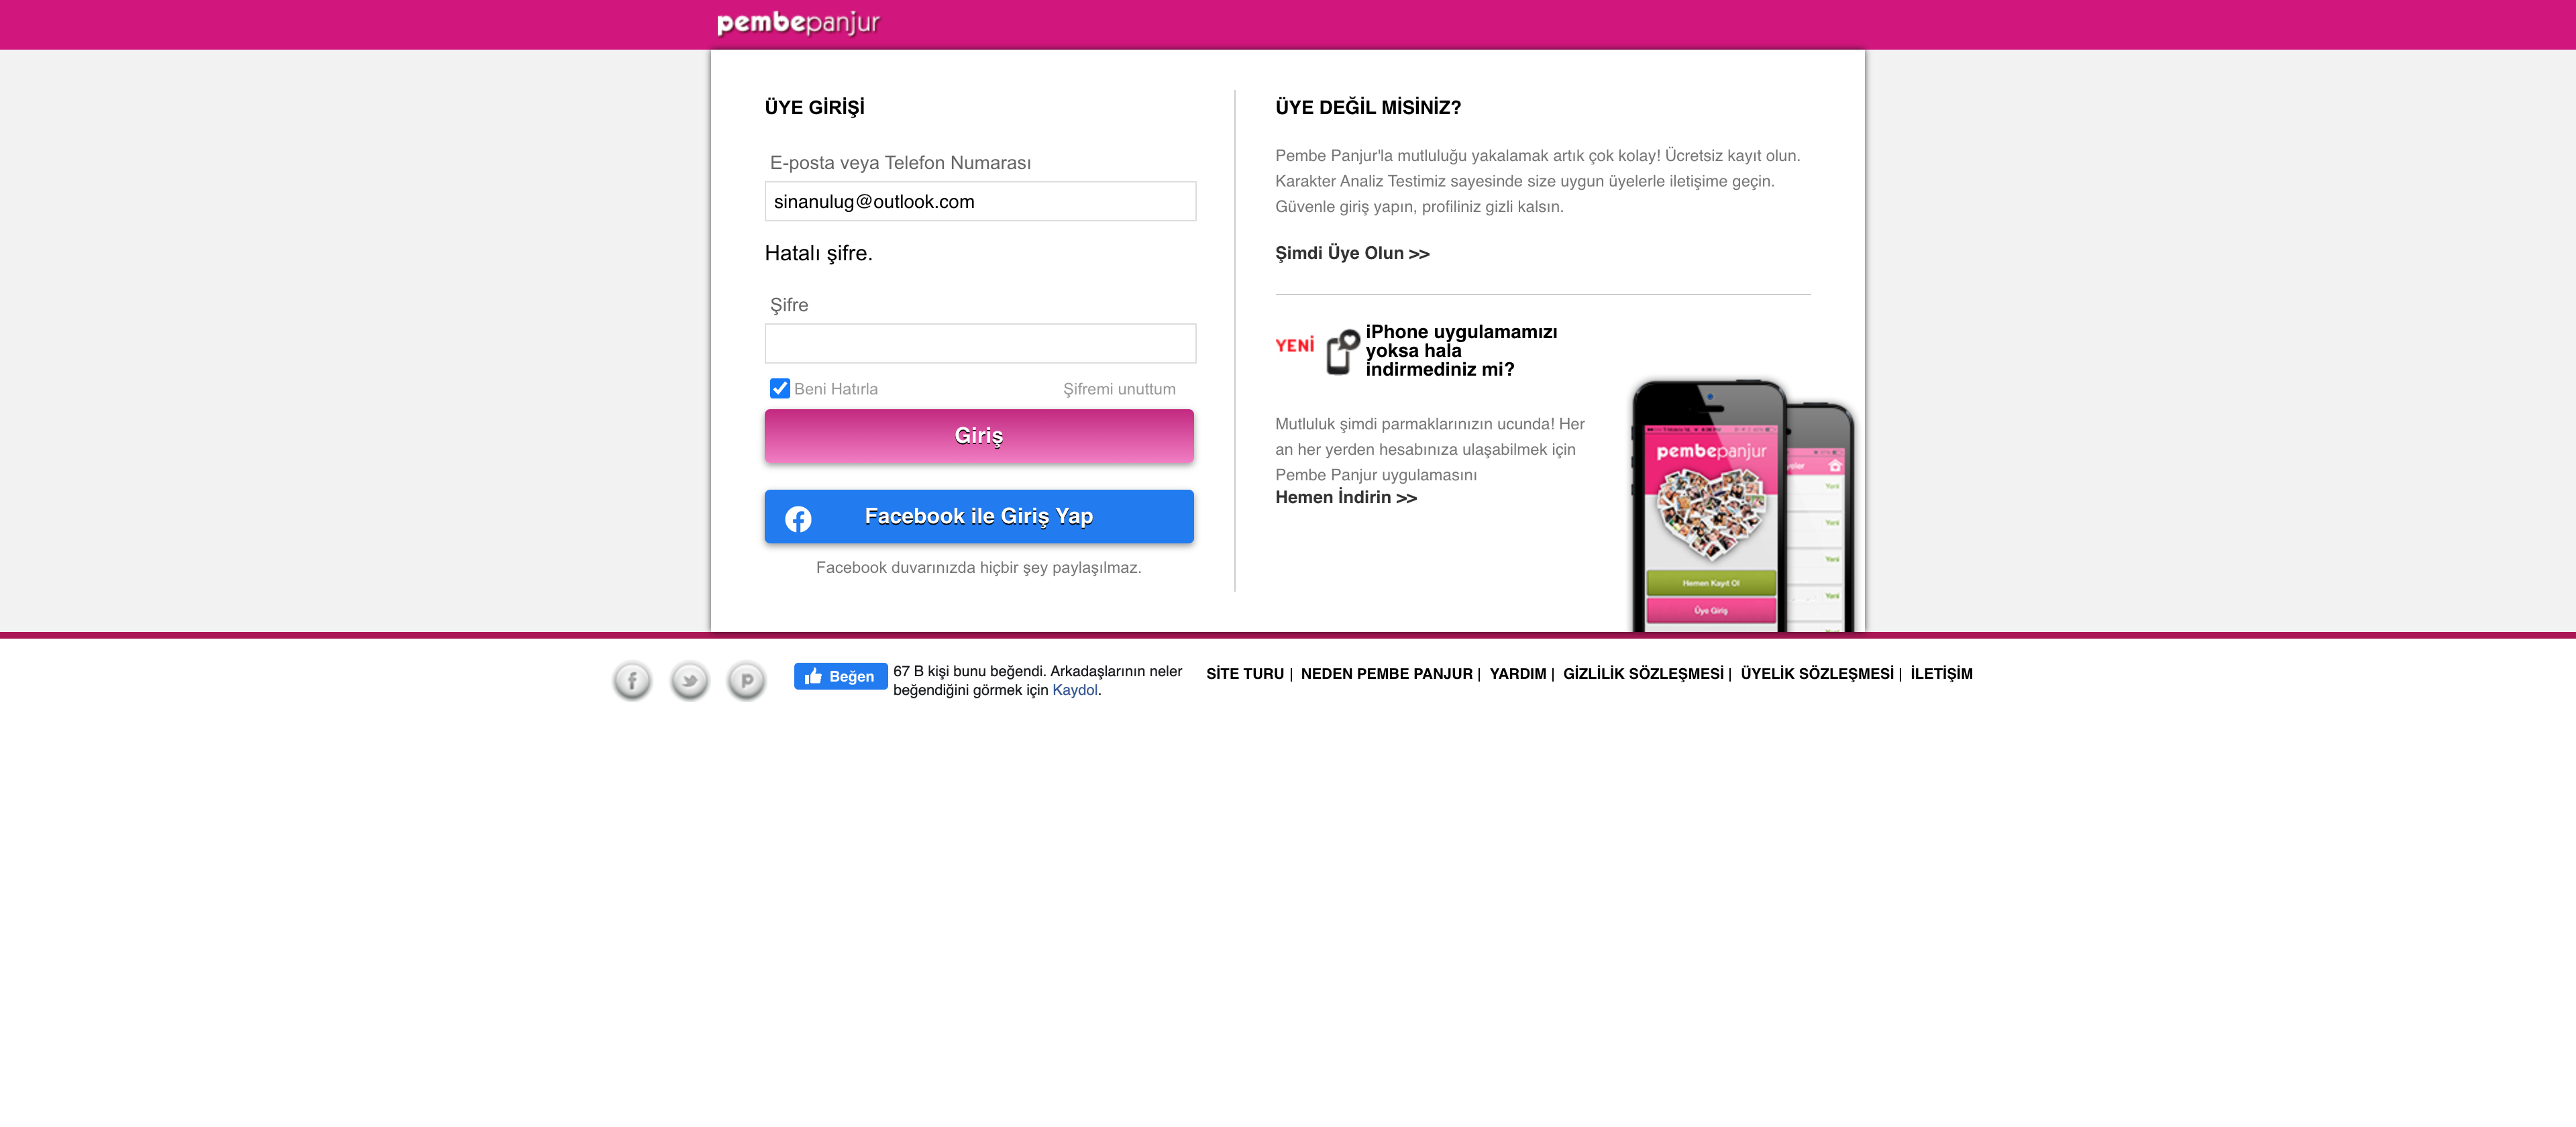 pembepanjur
ÜYE GİRİŞİ
E-posta veya Telefon Numarası
sinanulug@outlook.com
Hatalı şifre.
Şifre
Beni Hatırla
Şifremi unuttum
Giriş
Facebook ile Giriş Yap
Facebook duvarınızda hiçbir şey paylaşılmaz.
ÜYE DEĞİL MİSİNİZ?
Pembe Panjur'la mutluluğu yakalamak artık çok kolay! Ücretsiz kayıt olun.
Karakter Analiz Testimiz sayesinde size uygun üyelerle iletişime geçin.
Güvenle giriş yapın, profiliniz gizli kalsın.
Şimdi Üye Olun >>
YENİ
iPhone uygulamamızı
yoksa hala
indirmediniz mi?
Mutluluk şimdi parmaklarınızın ucunda! Her
an her yerden hesabınıza ulaşabilmek için
Pembe Panjur uygulamasını
Hemen İndirin >>
pembepanjur
Hemen Kayıt Ol
Üye Giriş
Yeni
Yeni
Yeni
Yeni
Beğen
67 B kişi bunu beğendi. Arkadaşlarının neler
beğendiğini görmek için Kaydol.
SİTE TURU | NEDEN PEMBE PANJUR | YARDIM | GİZLİLİK SÖZLEŞMESİ | ÜYELİK SÖZLEŞMESİ | İLETİŞİM